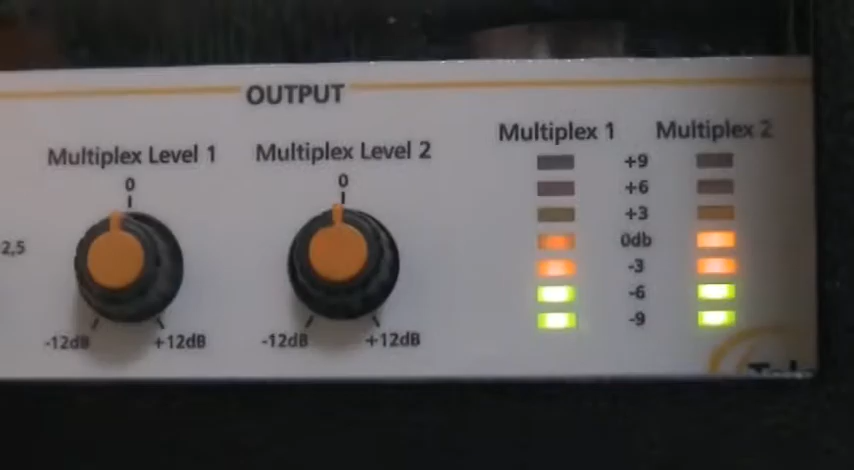 OUTPUT
Multiplex Level 1
Multiplex Level 2
Multiplex 1
Multiplex 2
0
0
+9
+6
+3
2,5
0db
-3
-6
-9
-12dB
+12dB
-12dB
+12dB